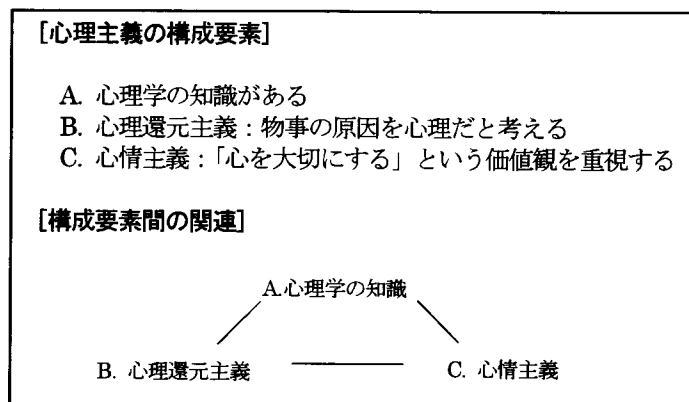 [心理主義の構成要素]
A. 心理学の知識がある
B. 心理還元主義：物事の原因を心理だと考える
C. 心情主義：「心を大切にする」という価値観を重視する
[構成要素間の関連]
A.心理学の知識
B. 心理還元主義
C. 心情主義